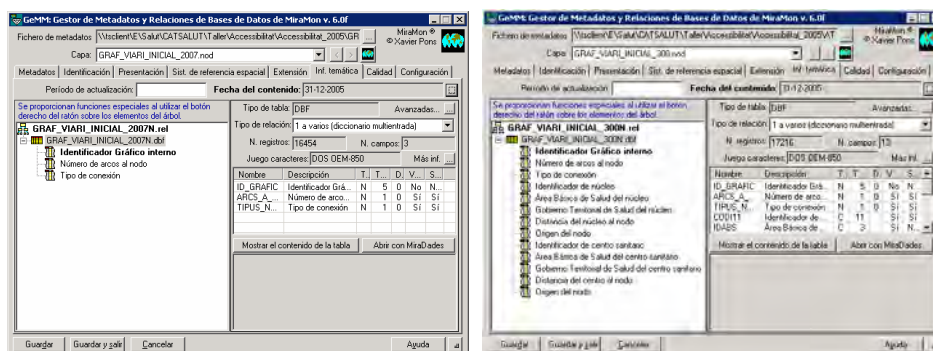 GeMM: Gestor de Metadatos y Relaciones de Bases de Datos de MiraMon v. 6.0f
Fichero de metadatos \\tsclient\E\Salut\CATSALUT\Taller\Accessibilitat\Accessibilitat_2005\GR ... MiraMon ®
© Xavier Pons
Capa: GRAF_VIARI_INICIAL_2007.nod
Metadatos Identificación Presentación Sist. de referencia espacial Extensión Inf. temática Calidad Configuración
Período de actualización: Fecha del contenido: 31-12-2005
Se proporcionan funciones especiales al utilizar el botón
derecho del ratón sobre los elementos del árbol.
GRAF_VIARI_INICIAL_2007N.rel
GRAF_VIARI_INICIAL_2007N.dbf
Identificador Gráfico interno
Número de arcos al nodo
Tipo de conexión
Tipo de tabla: DBF Avanzadas... ...
Tipo de relación: 1 a varios (diccionario multientrada)
N. registros: 16454 N. campos: 3
Juego caracteres: DOS OEM-850 Más inf. ...
Nombre Descripción T.. T... D. V... S...
ID_GRAFIC Identificador Grá... N 5 0 No N...
ARCS_A_... Número de arco... N 1 0 Sí Sí
TIPUS_N... Tipo de conexión N 1 0 Sí Sí
Mostrar el contenido de la tabla Abrir con MiraDades
Guardar Guardar y salir Cancelar Ayuda
GeMM: Gestor de Metadatos y Relaciones de Bases de Datos de MiraMon v. 6.0f
Fichero de metadatos \\tsclient\E\Salut\CATSALUT\Taller\Accessibilitat\Accessibilitat_2005\VT ... MiraMon ®
© Xavier Pons
Capa: GRAF_VIARI_INICIAL_300.nod
Metadatos Identificación Presentación Sist. de referencia espacial Extensión Inf. temática Calidad Configuración
Período de actualización: Fecha del contenido: 31-12-2005
Se proporcionan funciones especiales al utilizar el botón
derecho del ratón sobre los elementos del árbol.
GRAF_VIARI_INICIAL_300N.rel
GRAF_VIARI_INICIAL_300N.dbf
Identificador Gráfico interno
Número de arcos al nodo
Tipo de conexión
Identificador de núcleo
Area Básica de Salud del núcleo
Gobierno Territorial de Salud del núcleo
Distancia del núcleo al nodo
Origen del nodo
Identificador de centro sanitario
Area Básica de Salud del centro sanitario
Gobierno Territorial de Salud del centro sanitario
Distancia del centro al nodo
Origen del nodo
Tipo de tabla: DBF Avanzadas... ...
Tipo de relación: 1 a varios (diccionario multientrada)
N. registros: 17216 N. campos: 13
Juego caracteres: DOS OEM-850 Más inf. ...
Nombre Descripción T.. T... D. V... S...
ID_GRAFIC Identificador Grá... N 5 0 No N...
ARCS_A_ Número de arco... N 1 0 Sí Sí
TIPUS_N... Tipo de conexión N 1 0 Sí Sí
CODI11 Identificador de ... C 11 Sí N...
IDABS Area Básica de ... C 3 Sí N...
Mostrar el contenido de la tabla Abrir con MiraDades
Guardar Guardar y salir Cancelar Ayuda